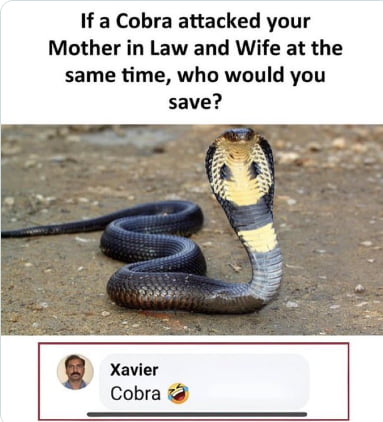 If a Cobra attacked your
Mother in Law and Wife at the
same time, who would you
save?
Xavier
Cobra 🤣